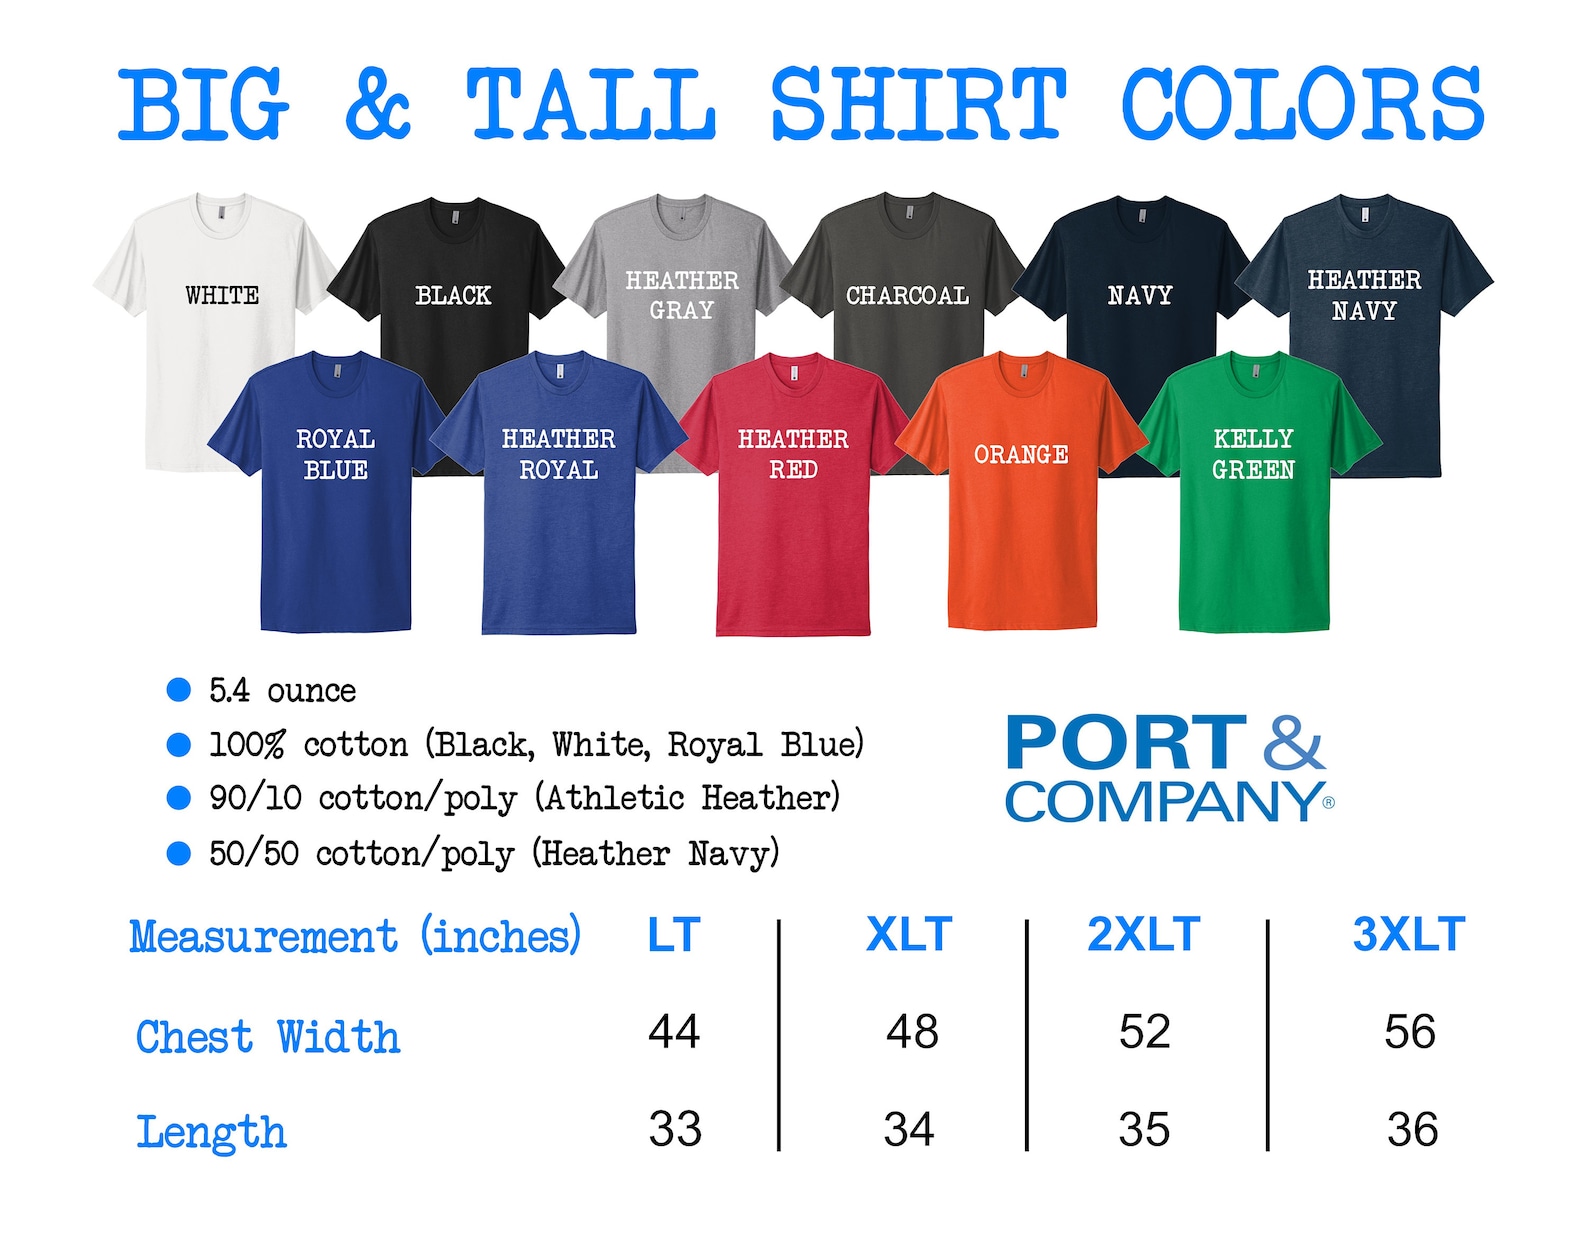 BIG & TALL SHIRT COLORS
WHITE
BLACK
HEATHER
GRAY
CHARCOAL
NAVY
HEATHER
NAVY
ROYAL
BLUE
HEATHER
ROYAL
HEATHER
RED
ORANGE
KELLY
GREEN
5.4 ounce
100% cotton (Black, White, Royal Blue)
90/10 cotton/poly (Athletic Heather)
50/50 cotton/poly (Heather Navy)
PORT &
COMPANY®
Measurement (inches) LT XLT 2XLT 3XLT
Chest Width 44 48 52 56
Length 33 34 35 36